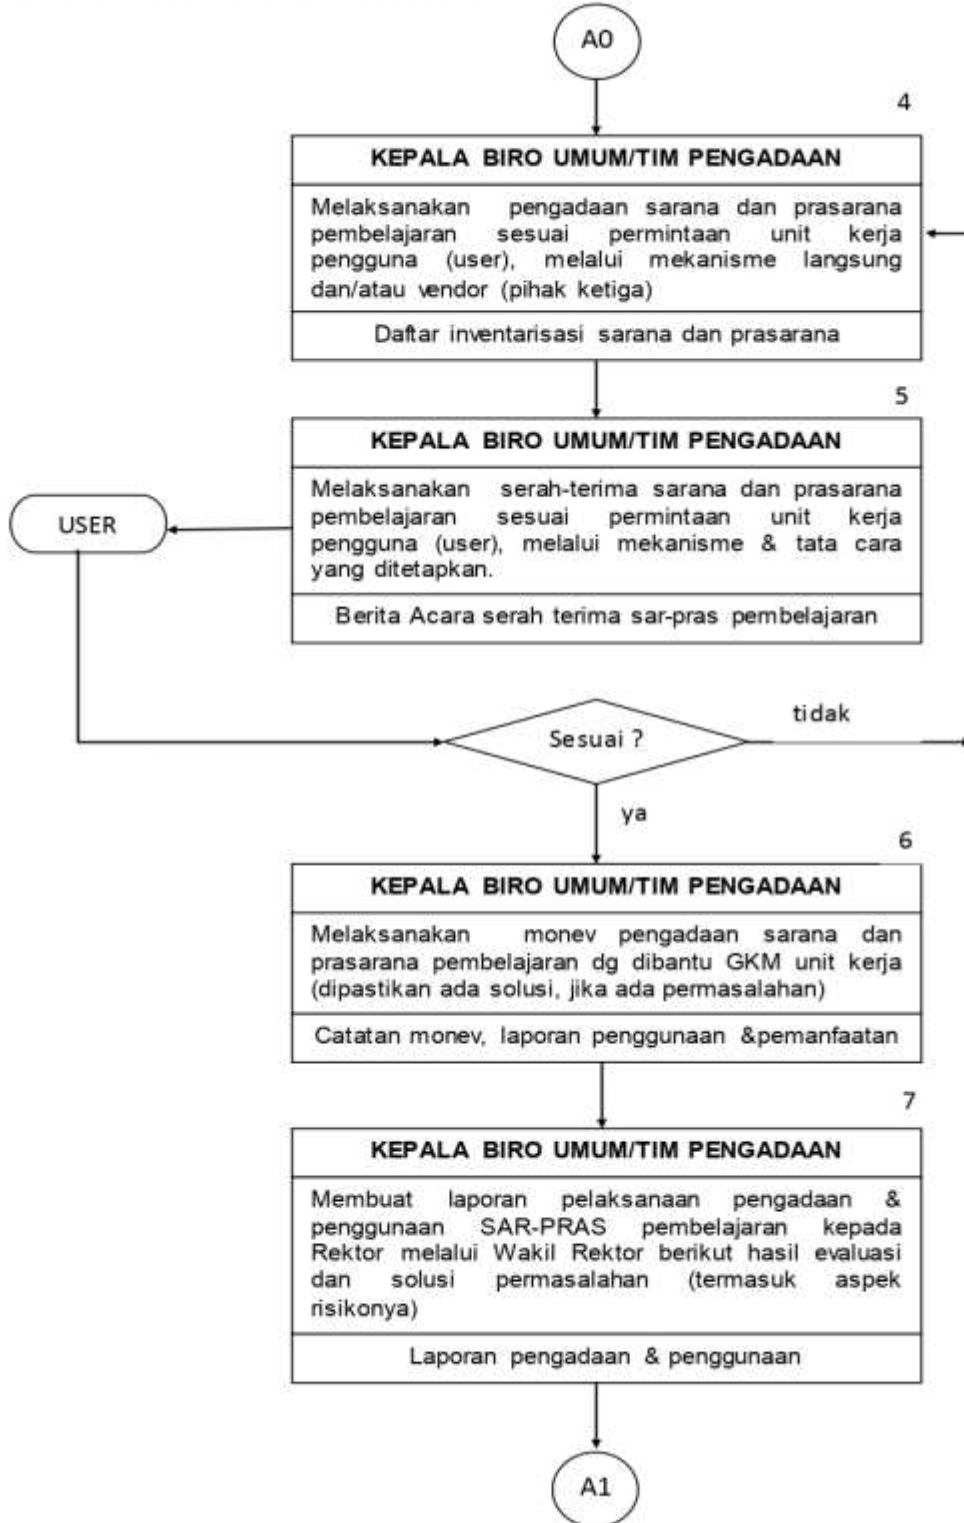 A0
4
KEPALA BIRO UMUM/TIM PENGADAAN
Melaksanakan pengadaan sarana dan prasarana
pembelajaran sesuai permintaan unit kerja
pengguna (user), melalui mekanisme langsung
dan/atau vendor (pihak ketiga)
Daftar inventarisasi sarana dan prasarana
5
KEPALA BIRO UMUM/TIM PENGADAAN
Melaksanakan serah-terima sarana dan prasarana
pembelajaran sesuai permintaan unit kerja
pengguna (user), melalui mekanisme & tata cara
yang ditetapkan.
Berita Acara serah terima sar-pras pembelajaran
USER
Sesuai ?
tidak
ya
6
KEPALA BIRO UMUM/TIM PENGADAAN
Melaksanakan monev pengadaan sarana dan
prasarana pembelajaran dg dibantu GKM unit kerja
(dipastikan ada solusi, jika ada permasalahan)
Catatan monev, laporan penggunaan &pemanfaatan
7
KEPALA BIRO UMUM/TIM PENGADAAN
Membuat laporan pelaksanaan pengadaan &
penggunaan SAR-PRAS pembelajaran kepada
Rektor melalui Wakil Rektor berikut hasil evaluasi
dan solusi permasalahan (termasuk aspek
risikonya)
Laporan pengadaan & penggunaan
A1